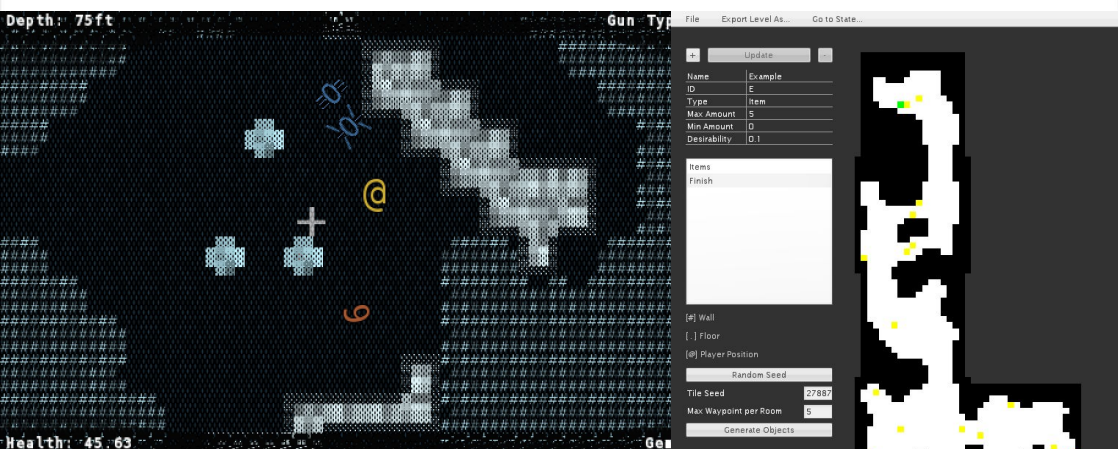 Depth: 75ft
Gun Typ
Health: 45.63
Gem
File Export Level As... Go to State...
+ Update -
Name Example
ID E
Type Item
Max Amount 5
Min Amount 0
Desirability 0.1
Items
Finish
[#] Wall
[.] Floor
[@] Player Position
Random Seed
Tile Seed 27887
Max Waypoint per Room 5
Generate Objects